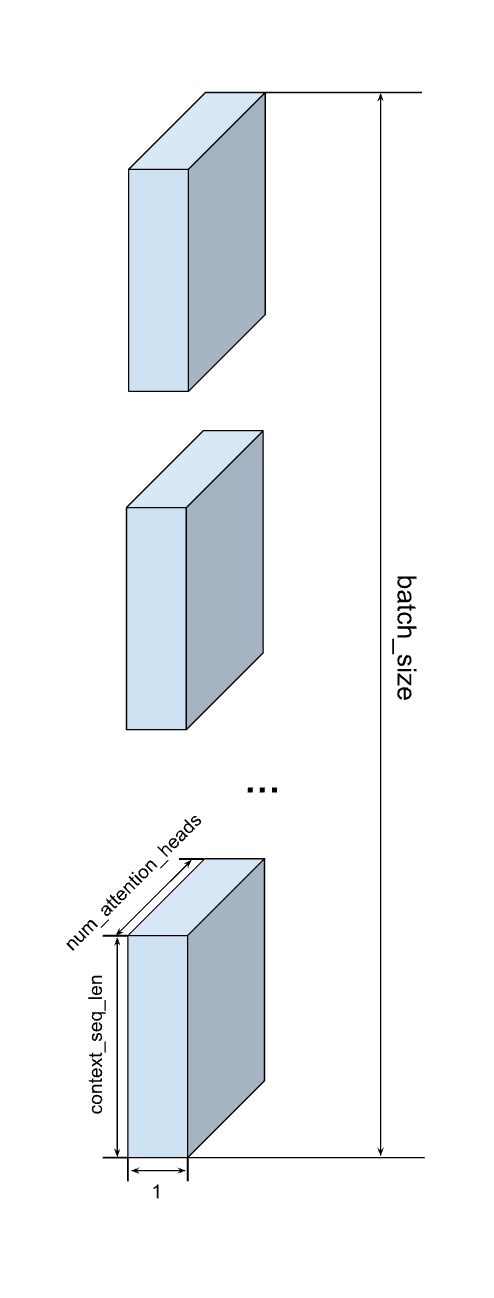 batch_size
...
num_attention_heads
context_seq_len
1